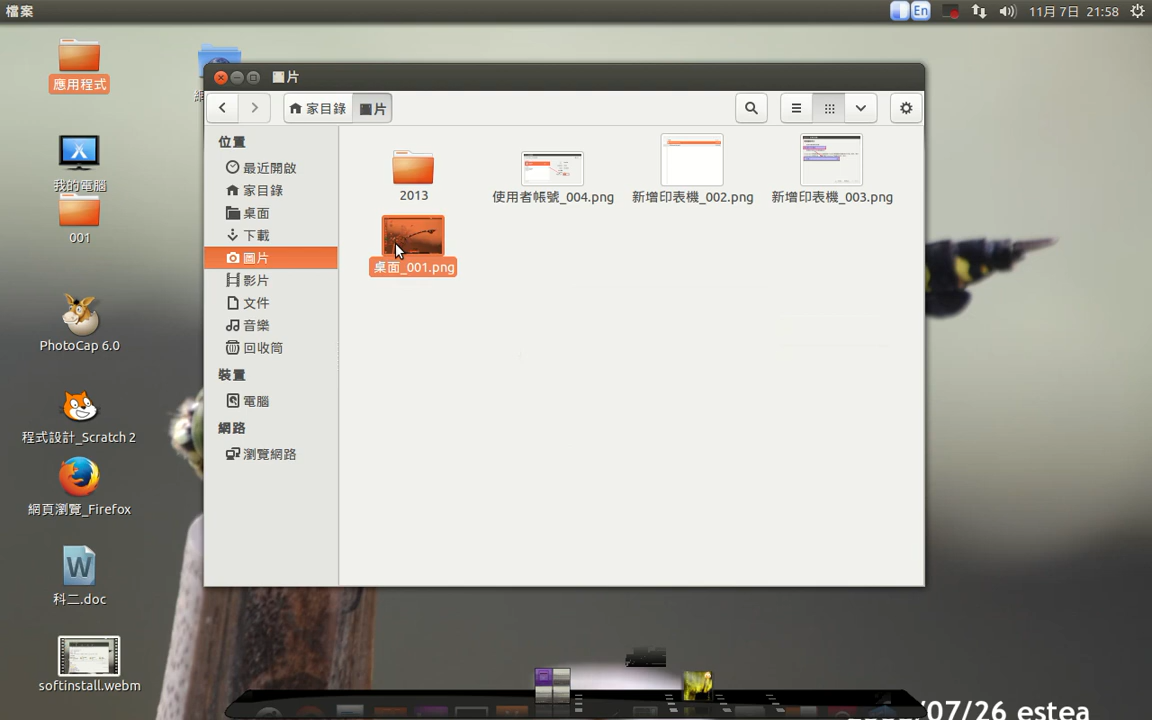 檔案
En
11月 7日 21:58
應用程式
我的電腦
001
PhotoCap 6.0
程式設計_Scratch 2
網頁瀏覽_Firefox
科二.doc
softinstall.webm
圖片
家目錄
圖片
位置
最近開啟
家目錄
桌面
下載
圖片
影片
文件
音樂
回收筒
裝置
電腦
網路
瀏覽網路
2013
使用者帳號_004.png
新增印表機_002.png
新增印表機_003.png
桌面_001.png
/07/26 estea